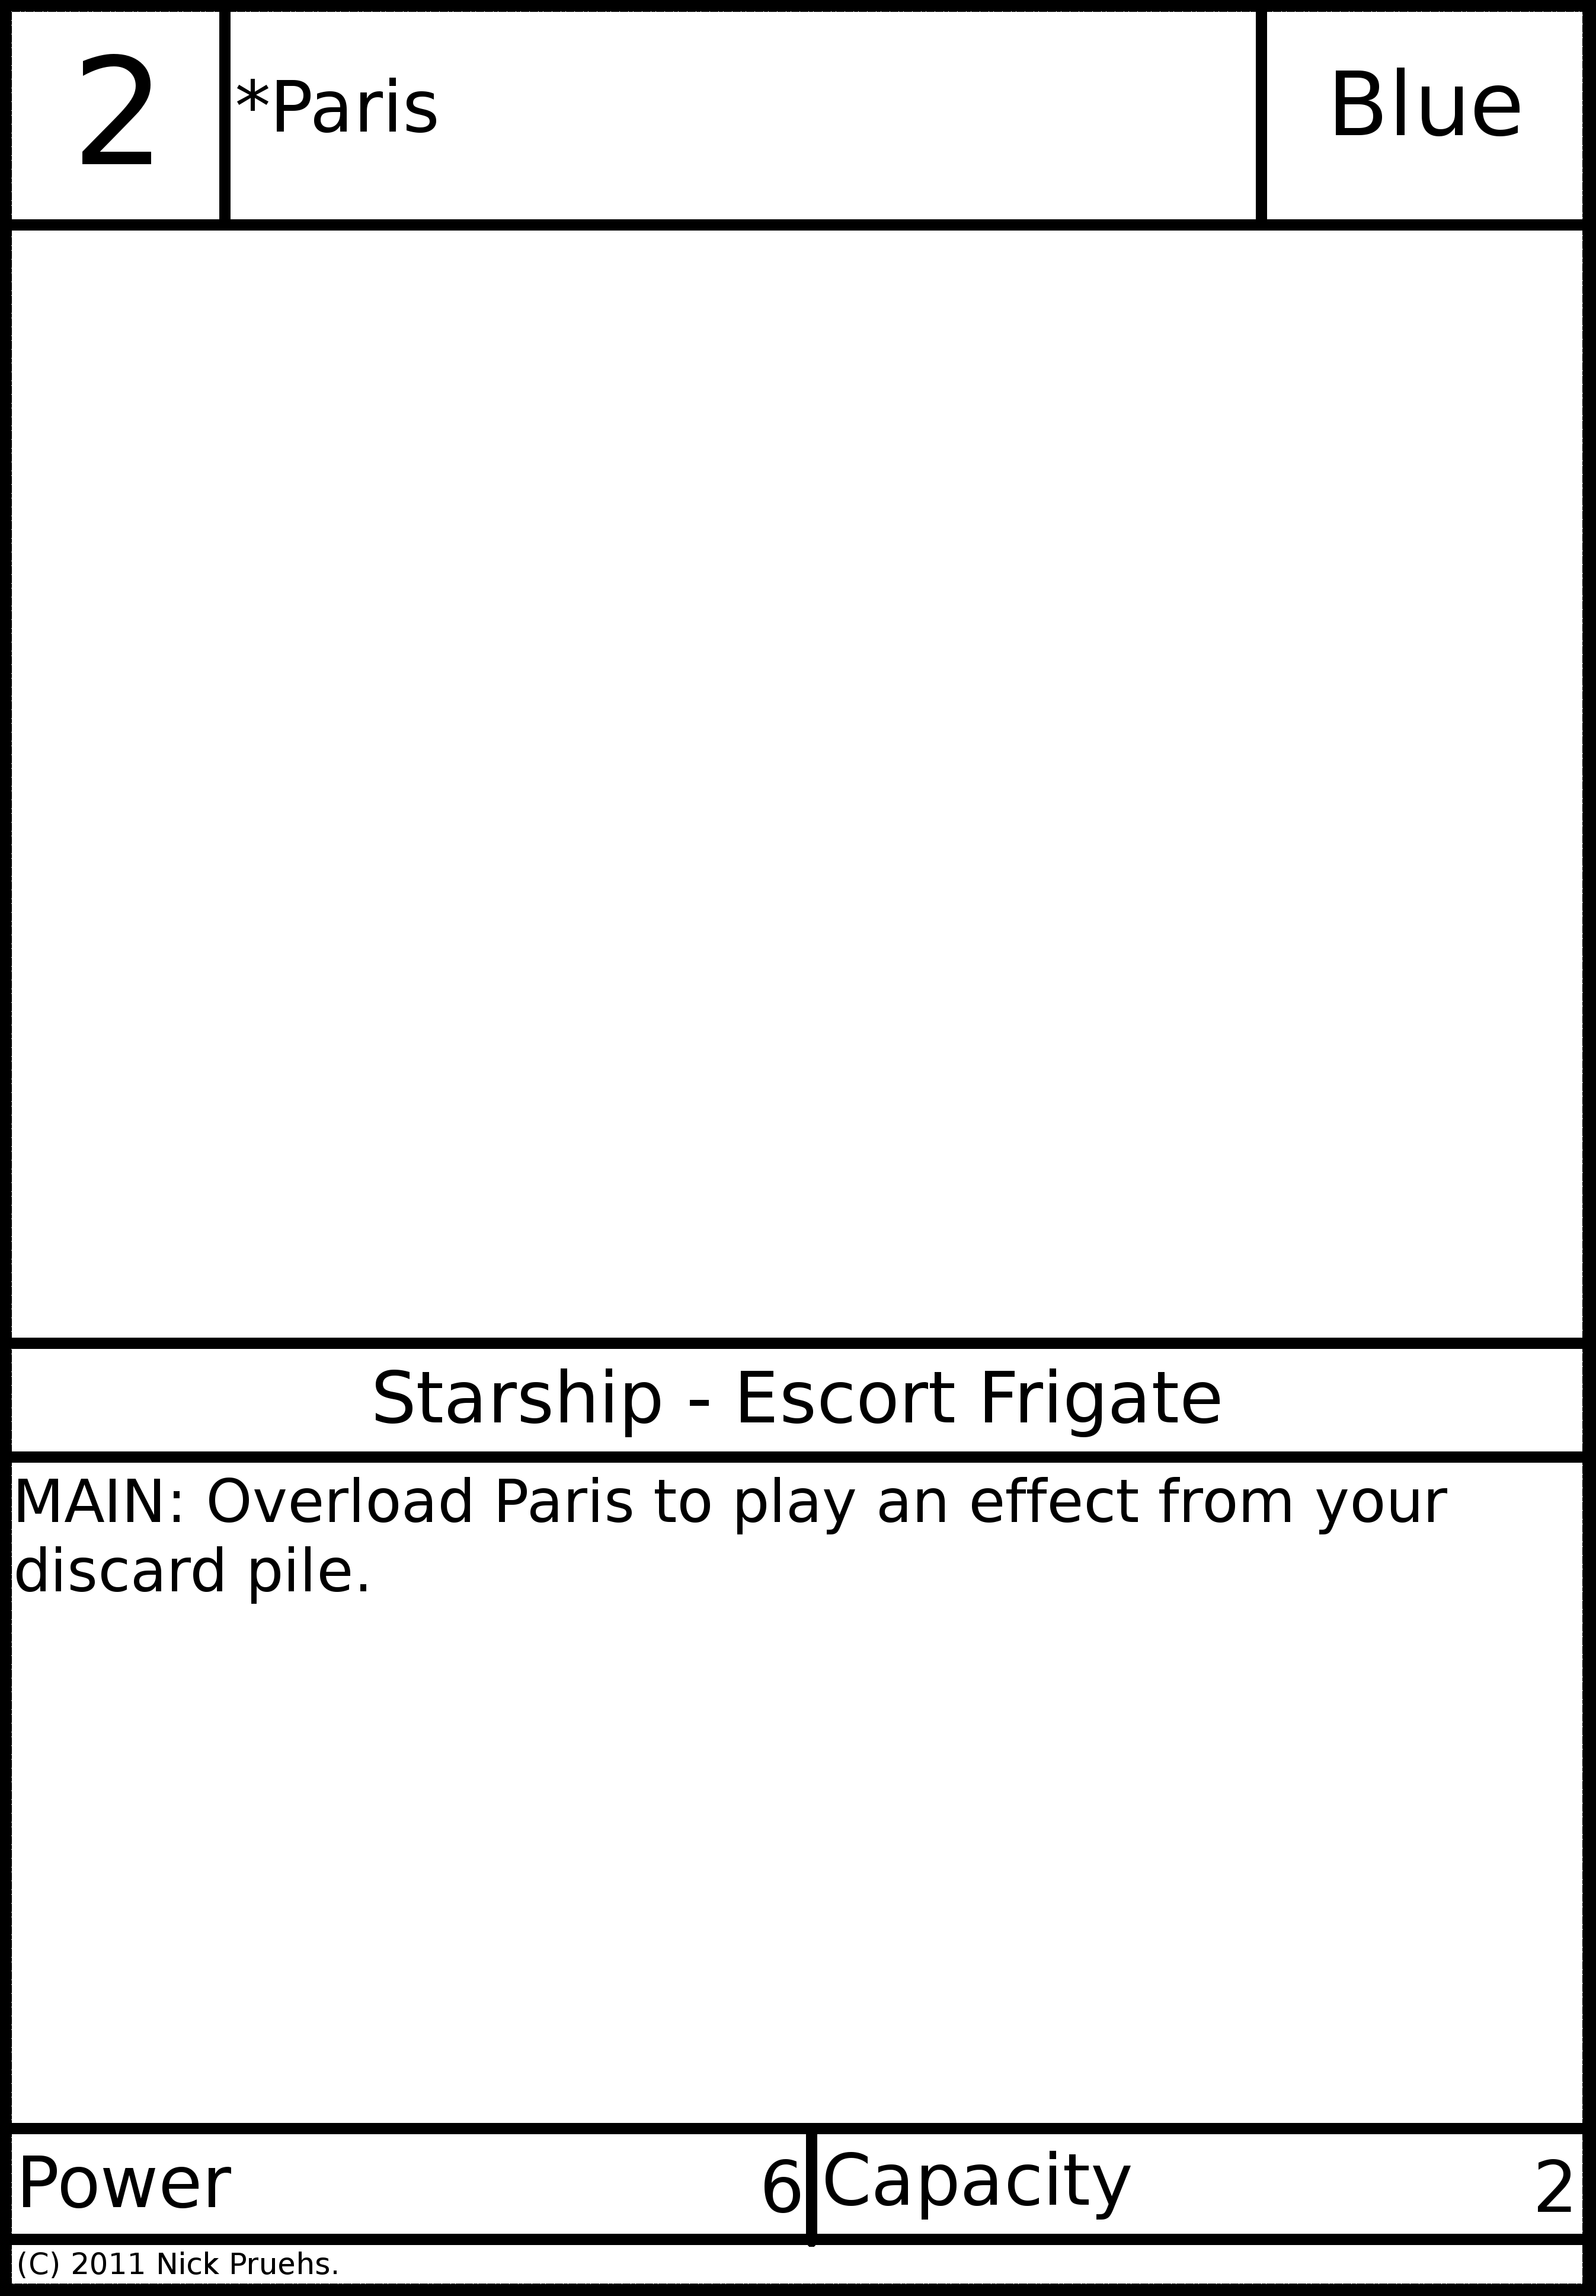 2
*Paris
Blue
Starship - Escort Frigate
MAIN: Overload Paris to play an effect from your
discard pile.
Power 6
Capacity 2
(C) 2011 Nick Pruehs.